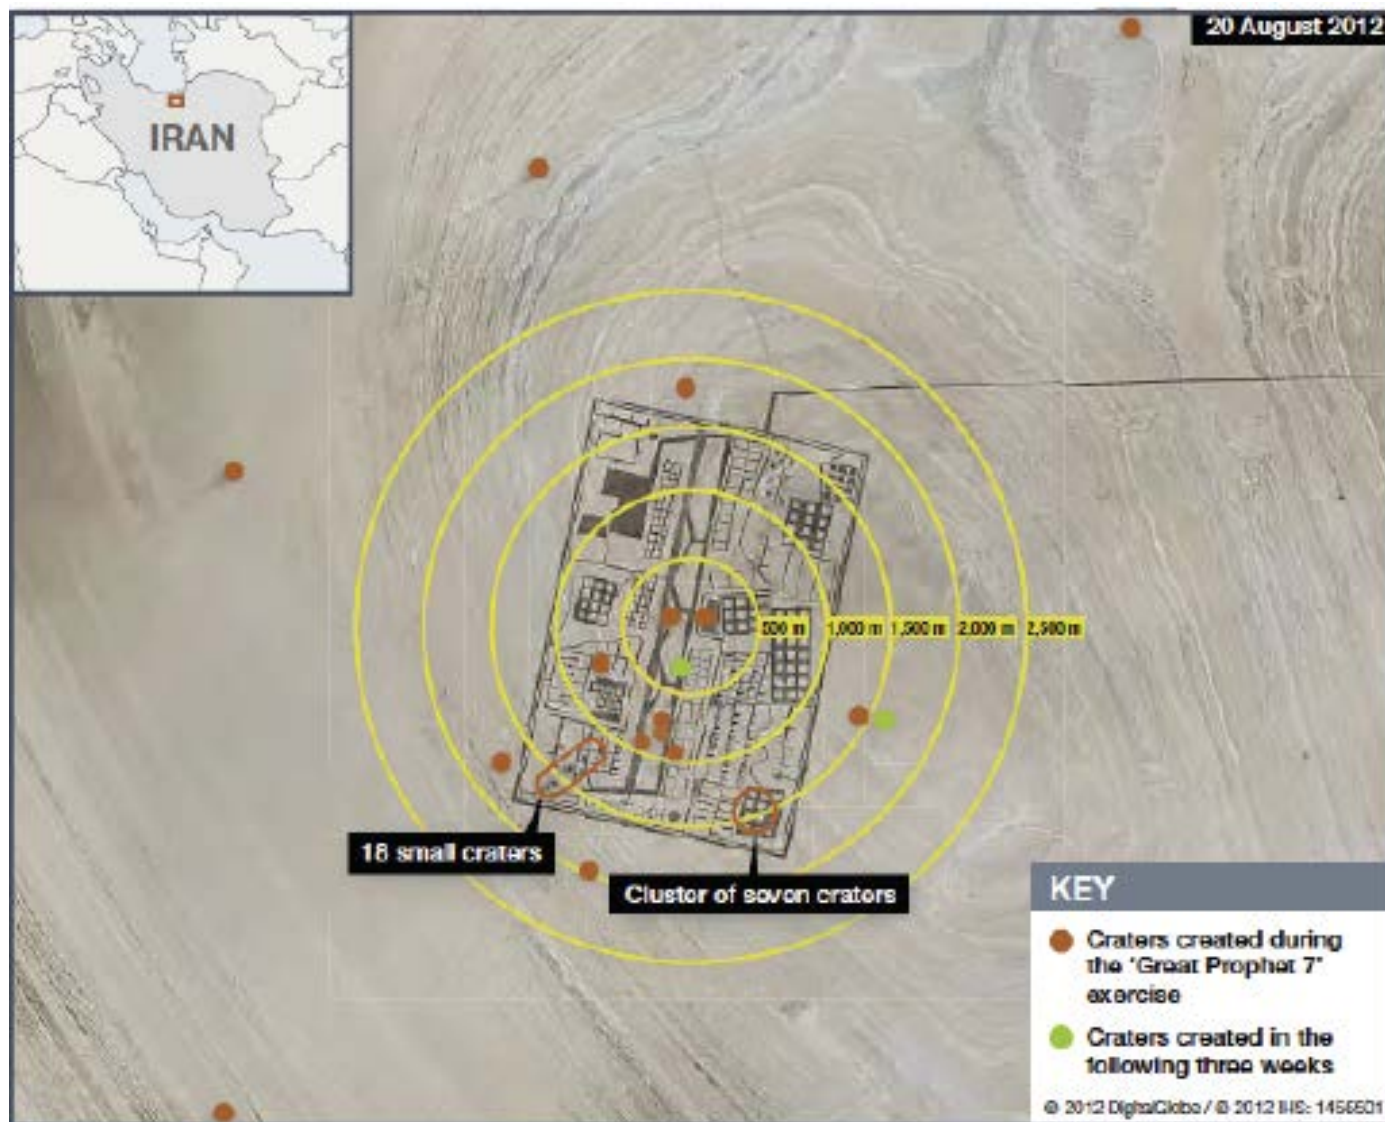 20 August 2012
IRAN
500 m
1,000 m
1,500 m
2,000 m
2,500 m
18 small craters
Cluster of seven craters
KEY
Craters created during
the 'Great Prophet 7'
exercise
Craters created in the
following three weeks
© 2012 DigitalGlobe / © 2012 IHS: 1455501